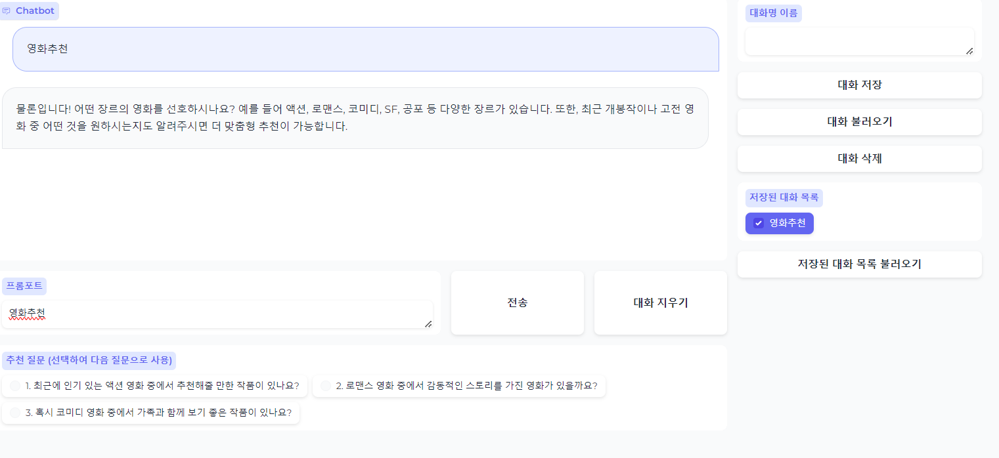 Chatbot
영화추천
물론입니다! 어떤 장르의 영화를 선호하시나요? 예를 들어 액션, 로맨스, 코미디, SF, 공포 등 다양한 장르가 있습니다. 또한, 최근 개봉작이나 고전 영
화 중 어떤 것을 원하시는지도 알려주시면 더 맞춤형 추천이 가능합니다.
프롬포트
영화추천
전송
대화 지우기
추천 질문 (선택하여 다음 질문으로 사용)
1. 최근에 인기 있는 액션 영화 중에서 추천해줄 만한 작품이 있나요?
2. 로맨스 영화 중에서 감동적인 스토리를 가진 영화가 있을까요?
3. 혹시 코미디 영화 중에서 가족과 함께 보기 좋은 작품이 있나요?
대화명 이름
대화 저장
대화 불러오기
대화 삭제
저장된 대화 목록
영화추천
저장된 대화 목록 불러오기